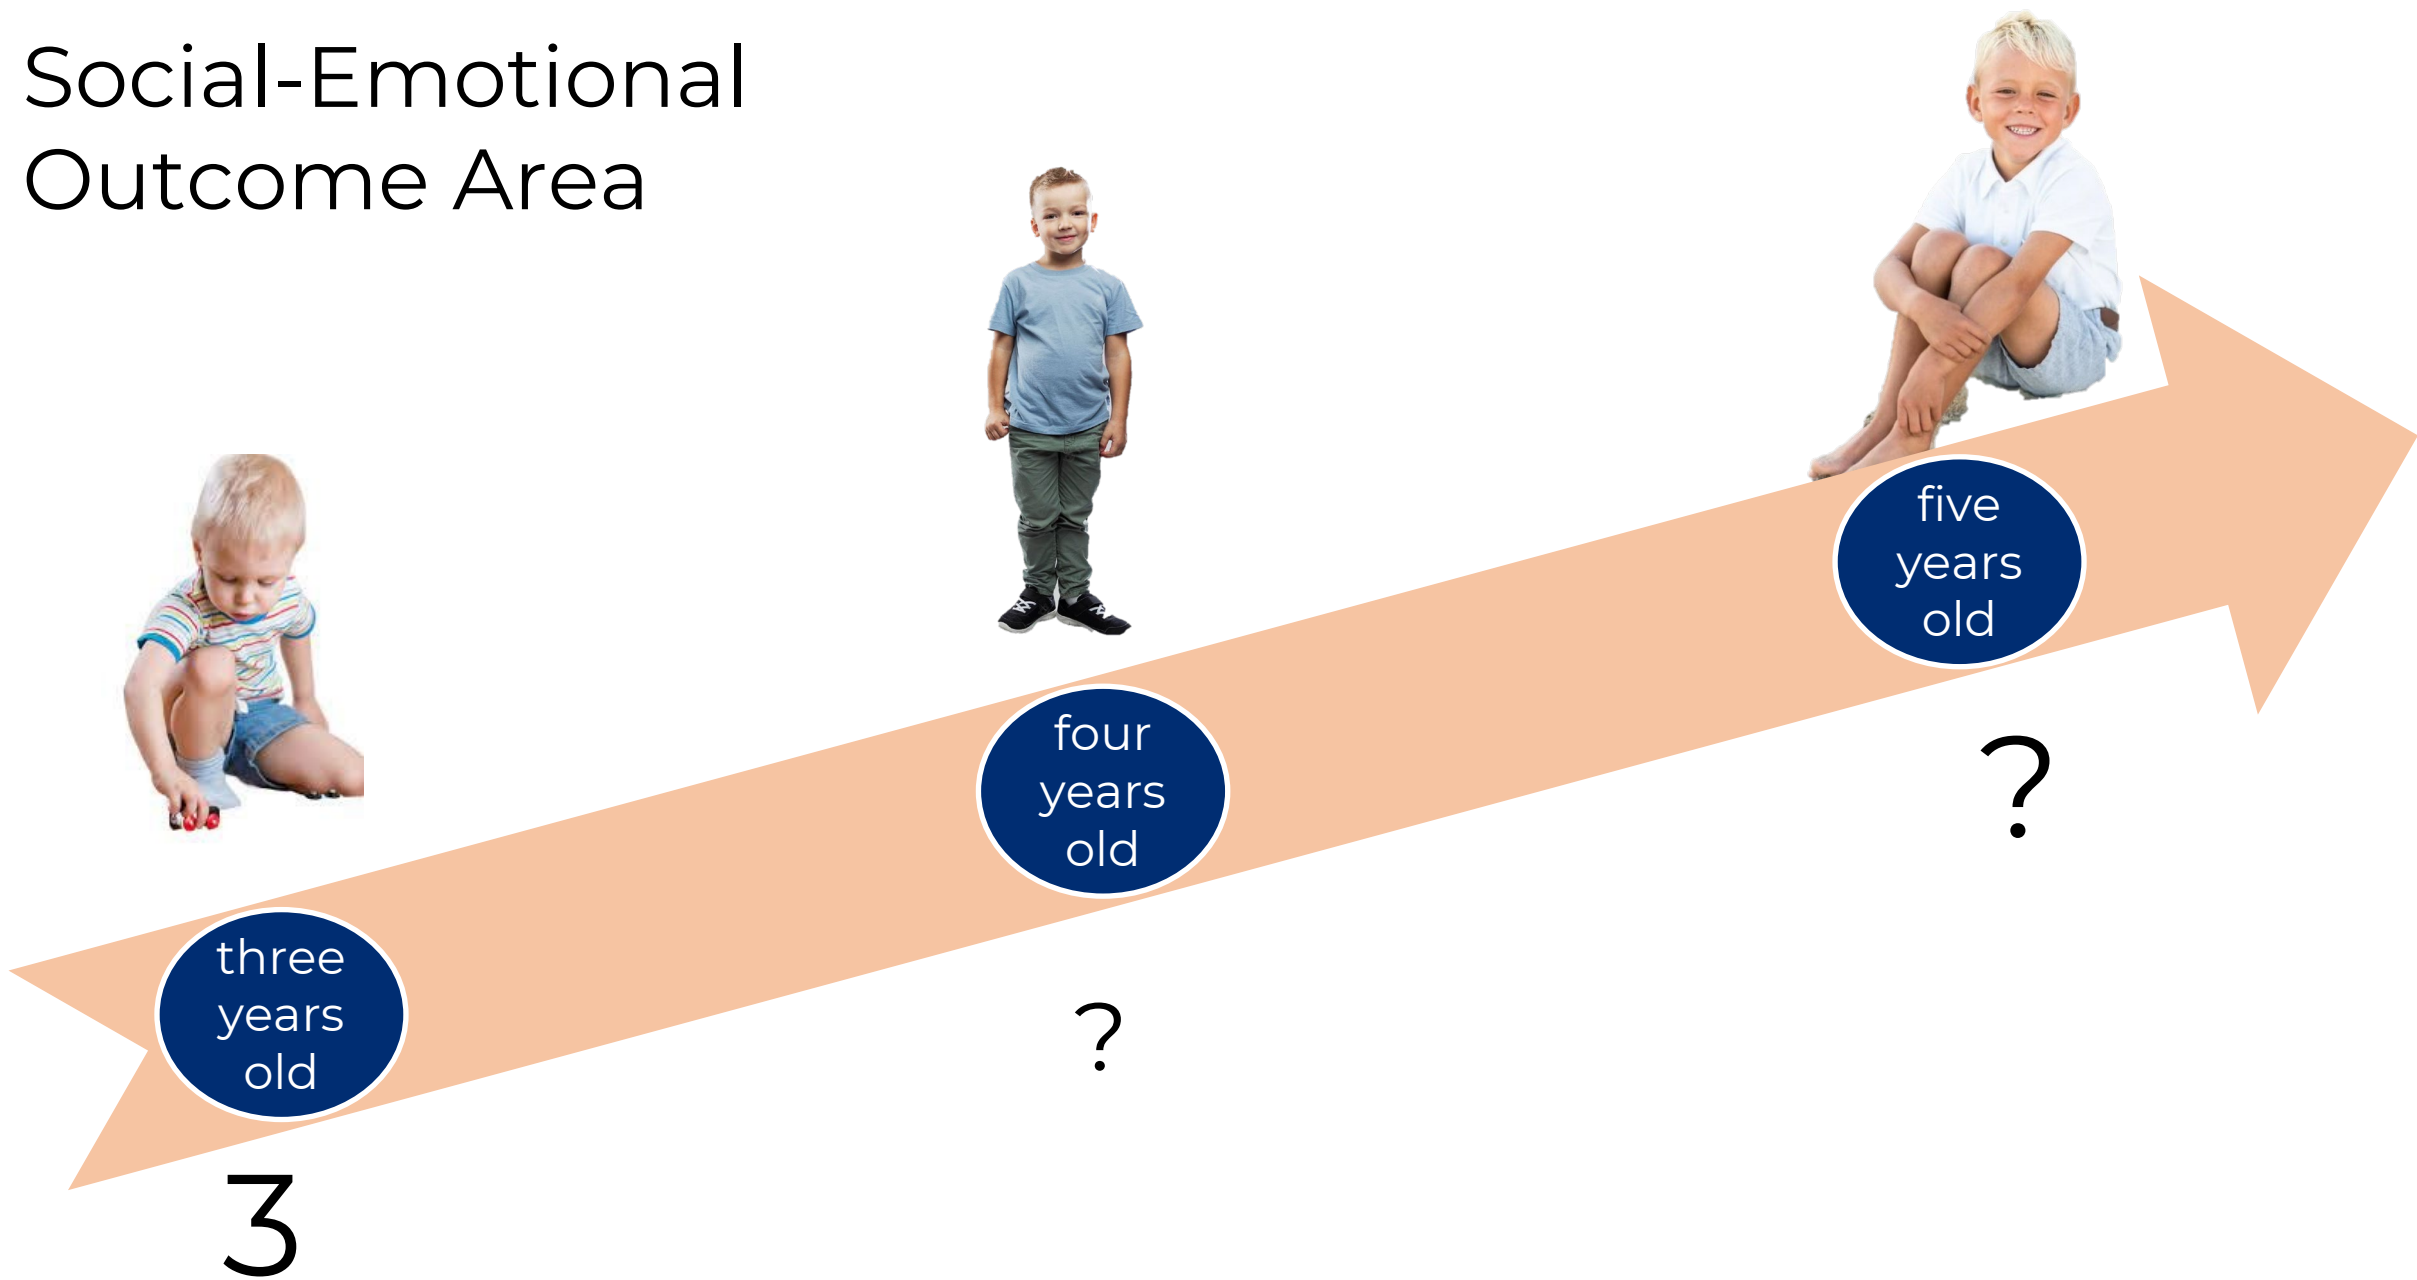 Social-Emotional
Outcome Area
five
years
old
four
years
old
?
three
years
old
?
3